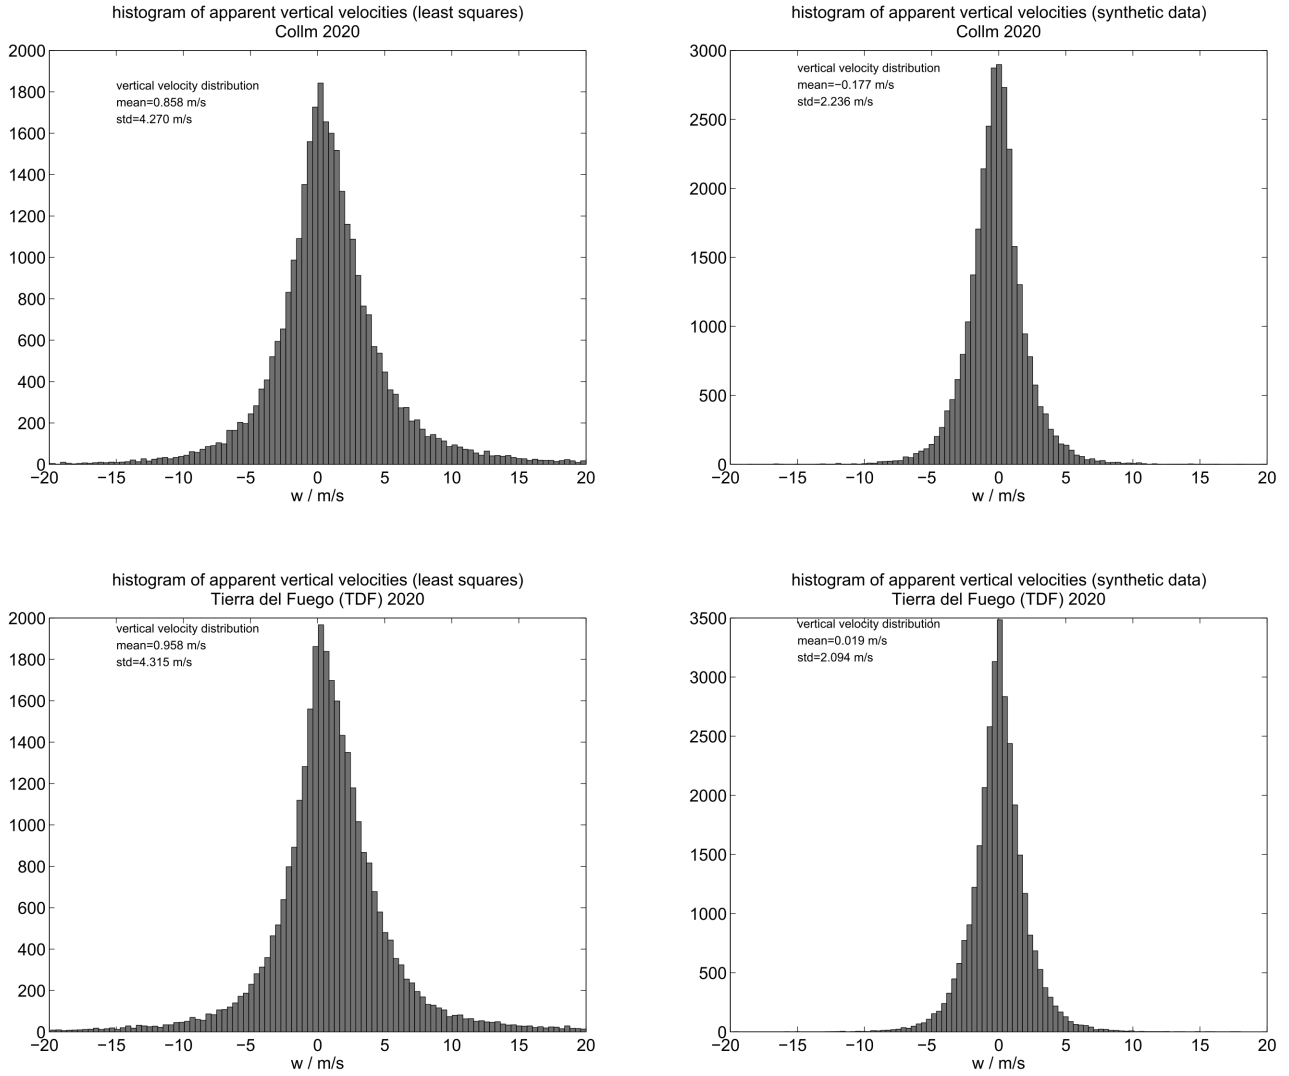 histogram of apparent vertical velocities (least squares)
Collm 2020
2000
1800
1600
1400
1200
1000
800
600
400
200
0
vertical velocity distribution
mean=0.858 m/s
std=4.270 m/s
−20 −15 −10 −5 0 5 10 15 20
w / m/s
histogram of apparent vertical velocities (synthetic data)
Collm 2020
3000
2500
2000
1500
1000
500
0
vertical velocity distribution
mean=−0.177 m/s
std=2.236 m/s
−20 −15 −10 −5 0 5 10 15 20
w / m/s
histogram of apparent vertical velocities (least squares)
Tierra del Fuego (TDF) 2020
2000
1800
1600
1400
1200
1000
800
600
400
200
0
vertical velocity distribution
mean=0.958 m/s
std=4.315 m/s
−20 −15 −10 −5 0 5 10 15 20
w / m/s
histogram of apparent vertical velocities (synthetic data)
Tierra del Fuego (TDF) 2020
3500
3000
2500
2000
1500
1000
500
0
vertical velocity distribution
mean=0.019 m/s
std=2.094 m/s
−20 −15 −10 −5 0 5 10 15 20
w / m/s